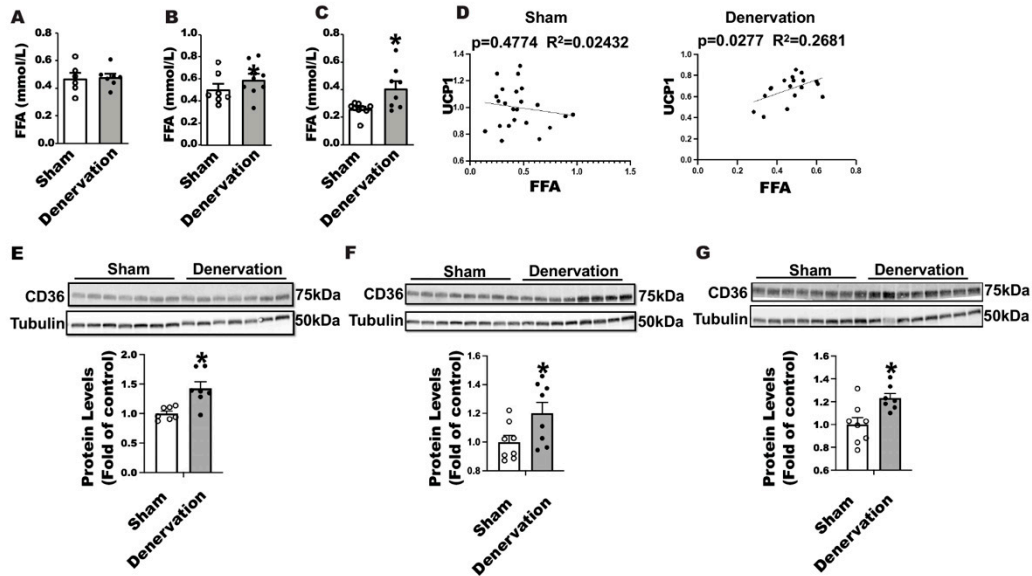 A
FFA (mmol/L)
0.8
0.6
0.4
0.2
0.0
Sham
Denervation
B
FFA (mmol/L)
1.0
0.8
0.6
0.4
0.2
0.0
*
Sham
Denervation
C
FFA (mmol/L)
0.8
0.6
0.4
0.2
0.0
*
Sham
Denervation
D
Sham
p=0.4774 R²=0.02432
UCP1
1.4
1.2
1.0
0.8
0.6
0.0 0.5 1.0 1.5
FFA
Denervation
p=0.0277 R²=0.2681
UCP1
1.0
0.8
0.6
0.4
0.2
0.0
0.0 0.2 0.4 0.6 0.8
FFA
E
Sham Denervation
CD36 75kDa
Tubulin 50kDa
Protein Levels
(Fold of control)
2.0
1.5
1.0
0.5
0.0
*
Sham
Denervation
F
Sham Denervation
CD36 75kDa
Tubulin 50kDa
Protein Levels
(Fold of control)
1.6
1.4
1.2
1.0
0.8
*
Sham
Denervation
G
Sham Denervation
CD36 75kDa
Tubulin 50kDa
Protein Levels
(Fold of control)
1.6
1.4
1.2
1.0
0.8
0.6
*
Sham
Denervation